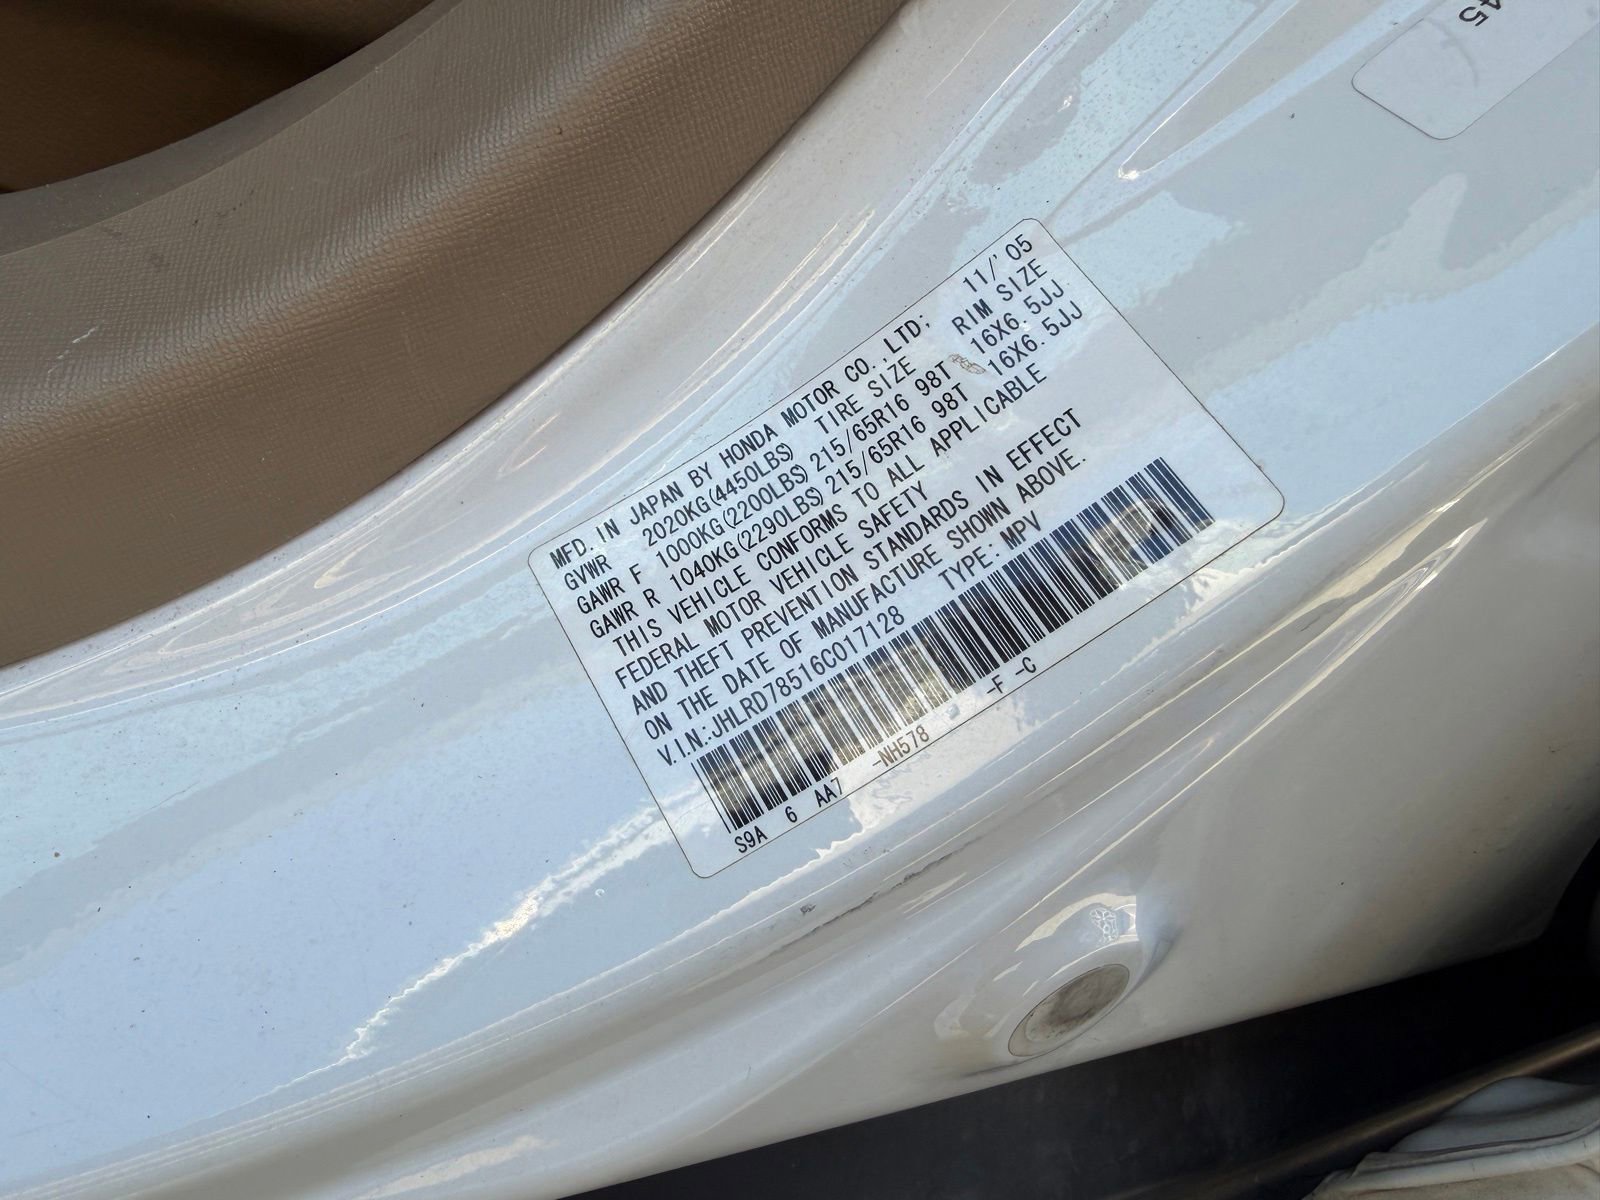 45
MFD. IN JAPAN BY HONDA MOTOR CO.,LTD; 11/'05
GVWR 2020KG(4450LBS) TIRE SIZE RIM SIZE
GAWR F 1000KG(2200LBS) 215/65R16 98T 16X6.5JJ
GAWR R 1040KG(2290LBS) 215/65R16 98T 16X6.5JJ
THIS VEHICLE CONFORMS TO ALL APPLICABLE
FEDERAL MOTOR VEHICLE SAFETY
AND THEFT PREVENTION STANDARDS IN EFFECT
ON THE DATE OF MANUFACTURE SHOWN ABOVE.
V.I.N.:JHLRD78516C017128 TYPE:MPV
S9A 6 AA7 -NH578 -F -C